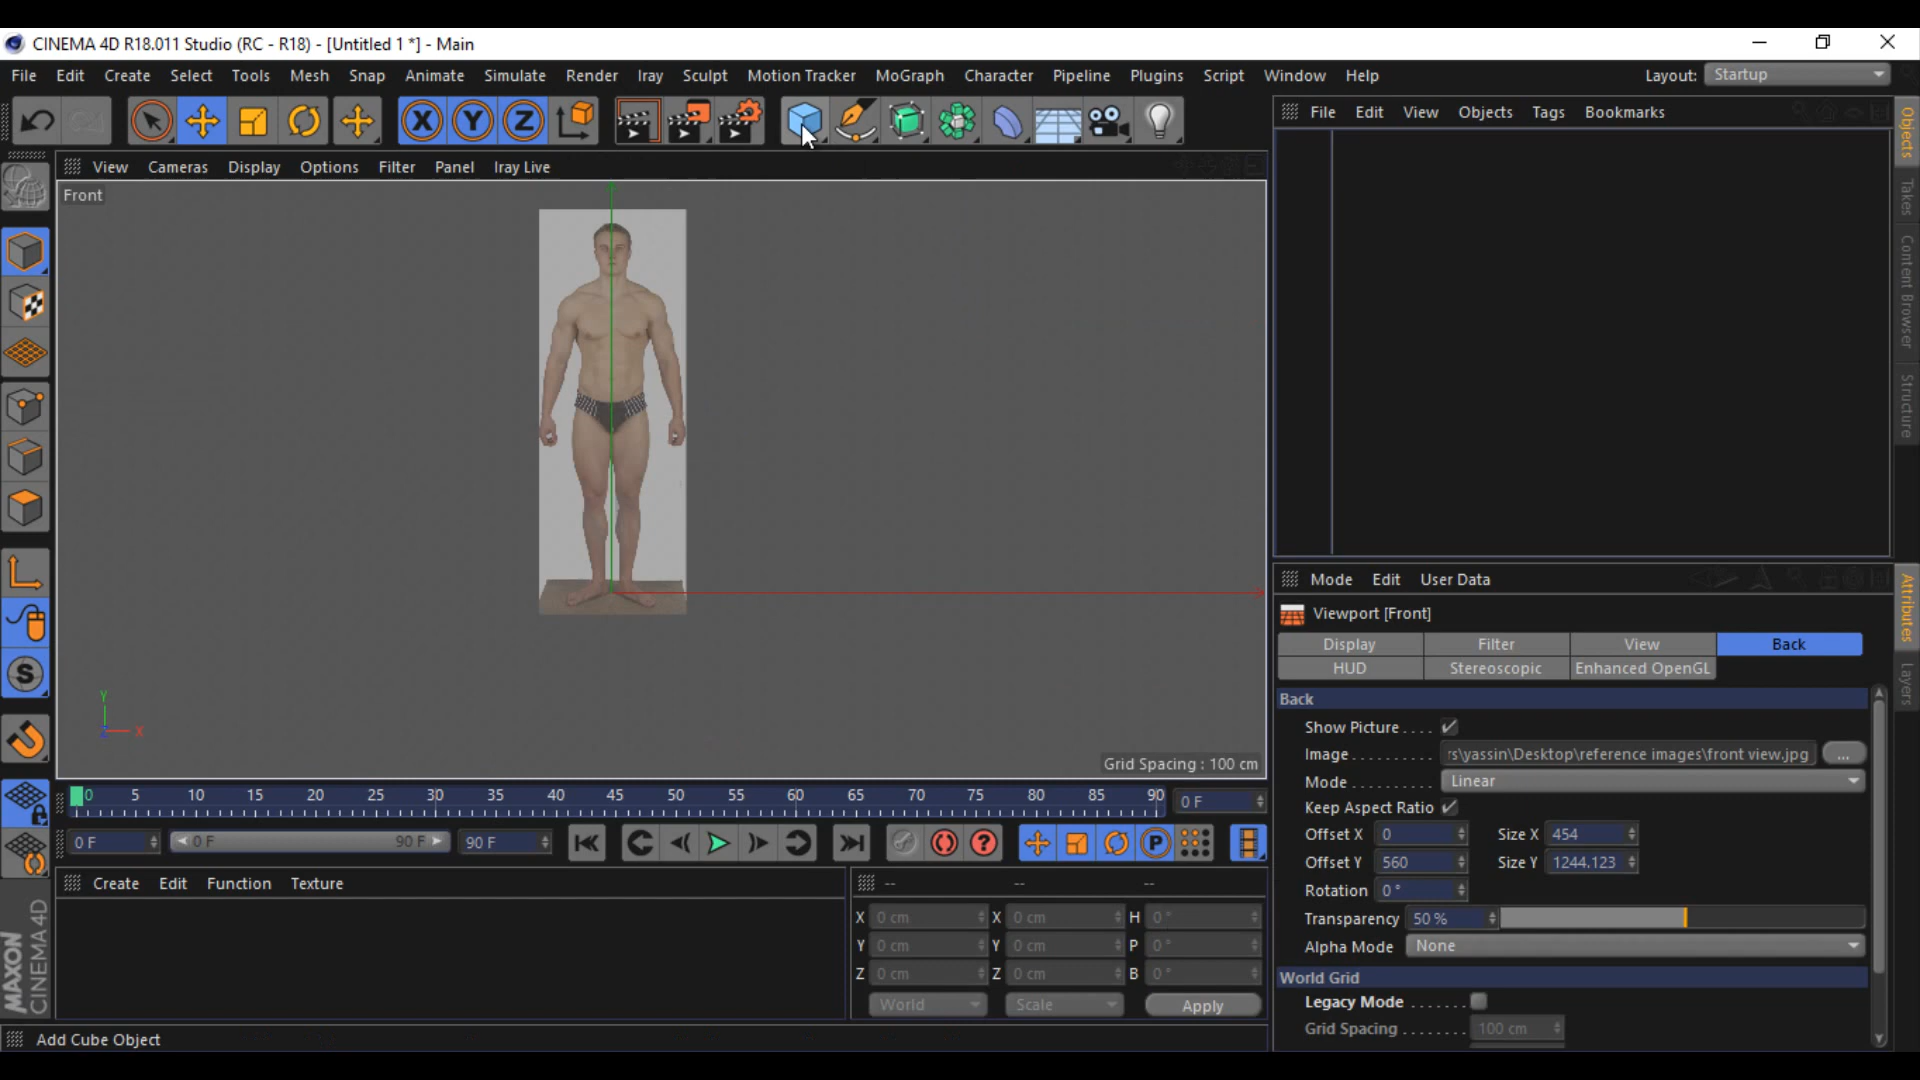 CINEMA 4D R18.011 Studio (RC - R18) - [Untitled 1 *] - Main
File Edit Create Select Tools Mesh Snap Animate Simulate Render Iray Sculpt Motion Tracker MoGraph Character Pipeline Plugins Script Window Help Layout: Startup
X Y Z
File Edit View Objects Tags Bookmarks
Objects
Takes
Content Browser
Structure
View Cameras Display Options Filter Panel Iray Live
Front
Y
Z X
Grid Spacing : 100 cm
0 5 10 15 20 25 30 35 40 45 50 55 60 65 70 75 80 85 90 0 F
0 F 0 F 90 F 90 F
Create Edit Function Texture
MAXON
CINEMA 4D
-- -- --
X 0 cm X 0 cm H 0 °
Y 0 cm Y 0 cm P 0 °
Z 0 cm Z 0 cm B 0 °
World Scale Apply
Add Cube Object
Mode Edit User Data
Attributes
Layers
Viewport [Front]
Display Filter View Back
HUD Stereoscopic Enhanced OpenGL
Back
Show Picture . . . .
Image . . . . . . . . . . rs\yassin\Desktop\reference images\front view.jpg ...
Mode . . . . . . . . . . Linear
Keep Aspect Ratio
Offset X 0 Size X 454
Offset Y 560 Size Y 1244.123
Rotation 0 °
Transparency 50 %
Alpha Mode None
World Grid
Legacy Mode . . . . . . .
Grid Spacing . . . . . . . . 100 cm